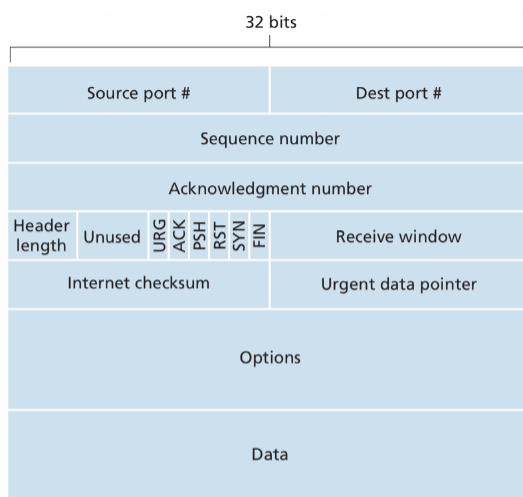 32 bits
Source port # Dest port #
Sequence number
Acknowledgment number
Header length Unused URG ACK PSH RST SYN FIN Receive window
Internet checksum Urgent data pointer
Options
Data